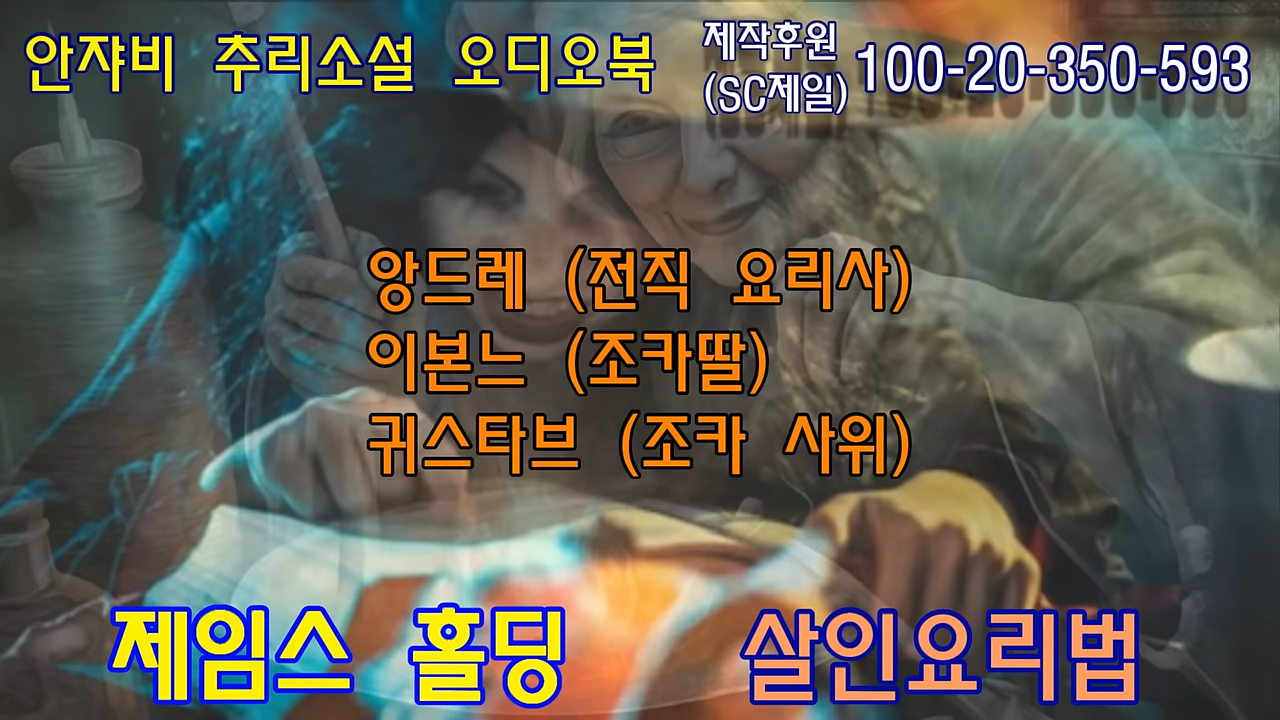 안쟈비 추리소설 오디오북
제작후원
(SC제일) 100-20-350-593
앙드레 (전직 요리사)
이본느 (조카딸)
귀스타브 (조카 사위)
제임스 홀딩
살인요리법